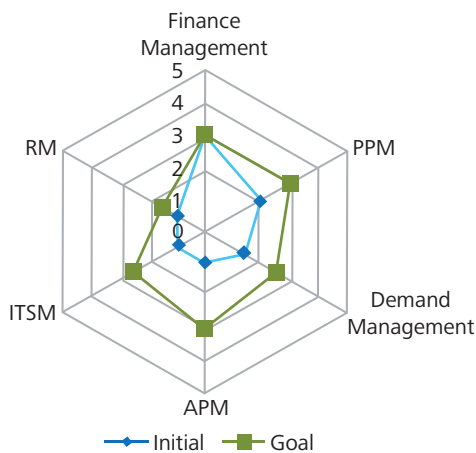 Finance
Management
5
4
3
2
1
0
RM
PPM
ITSM
Demand
Management
APM
Initial
Goal